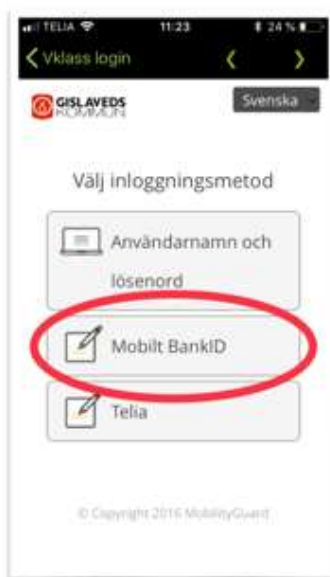 TELIA 11:23 24 %
Vklass login
GISLAVEDS
KOMMUN
Svenska
Välj inloggningsmetod
Användarnamn och
lösenord
Mobilt BankID
Telia
© Copyright 2016 MobilityGuard